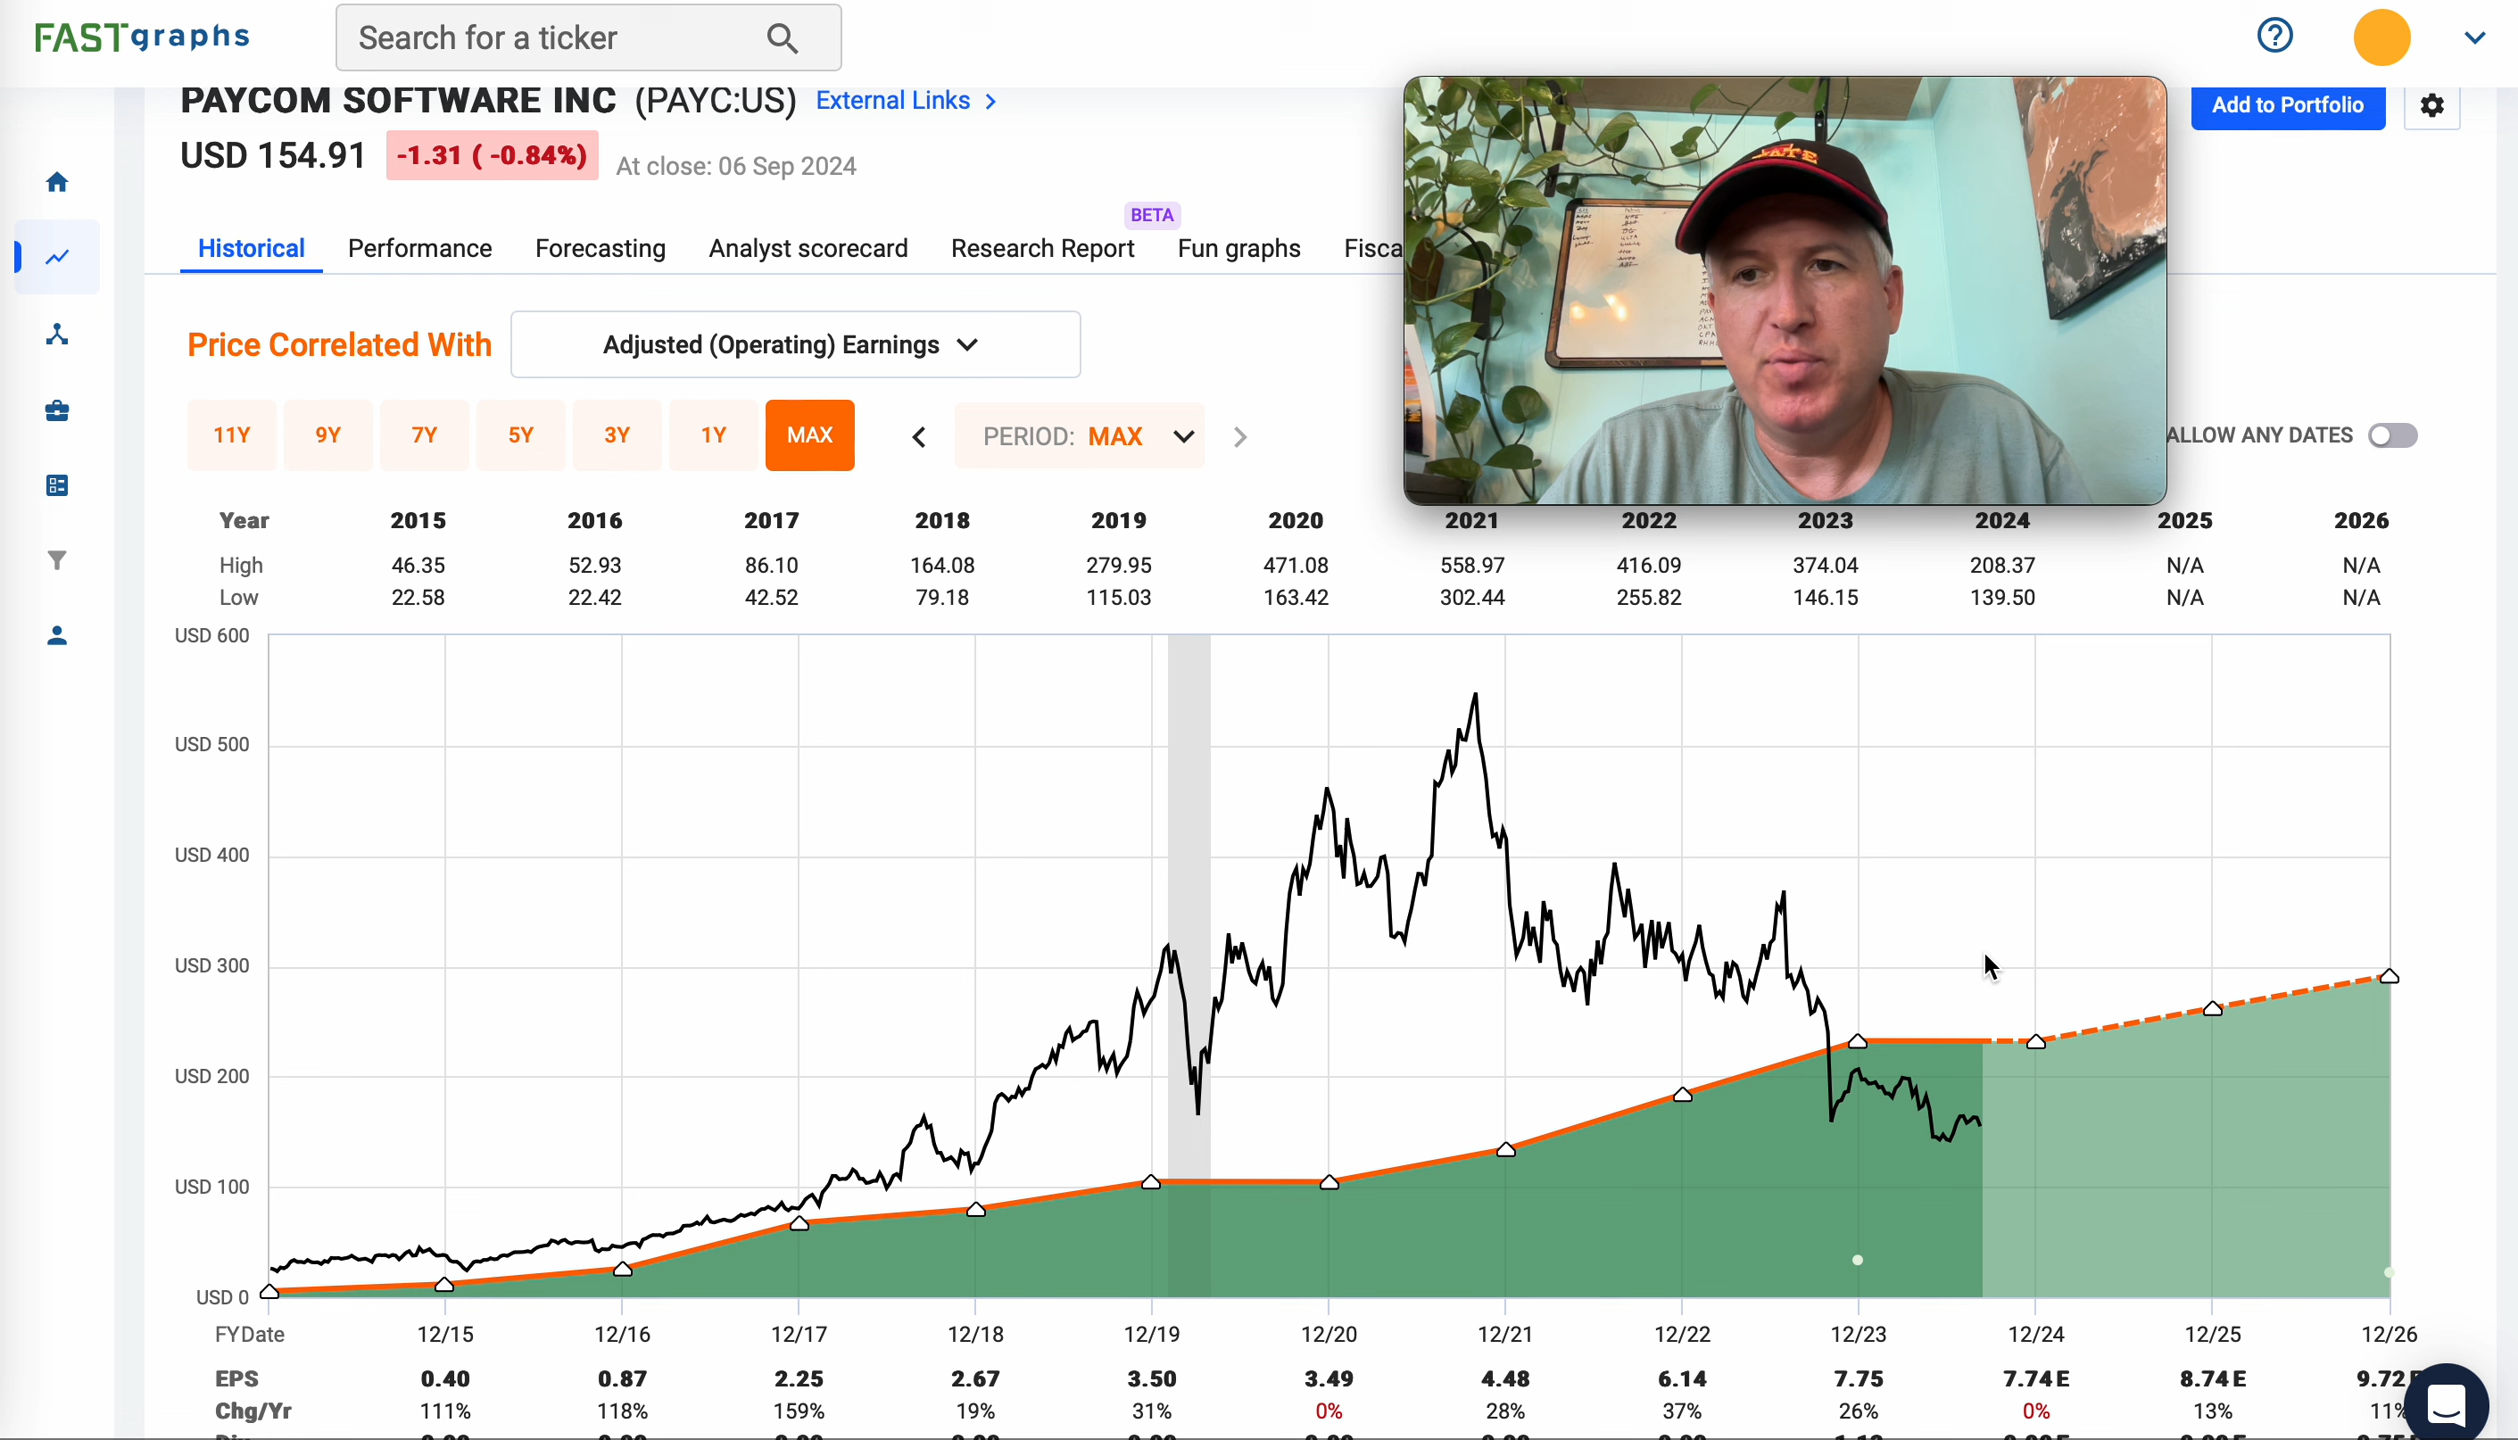 FASTgraphs
Search for a ticker
PAYCOM SOFTWARE INC (PAYC:US) External Links >
Add to Portfolio
USD 154.91 -1.31 ( -0.84%) At close: 06 Sep 2024
BETA
Historical Performance Forecasting Analyst scorecard Research Report Fun graphs Fisca
Price Correlated With Adjusted (Operating) Earnings
11Y 9Y 7Y 5Y 3Y 1Y MAX PERIOD: MAX ALLOW ANY DATES
Year 2015 2016 2017 2018 2019 2020 2021 2022 2023 2024 2025 2026
High 46.35 52.93 86.10 164.08 279.95 471.08 558.97 416.09 374.04 208.37 N/A N/A
Low 22.58 22.42 42.52 79.18 115.03 163.42 302.44 255.82 146.15 139.50 N/A N/A
USD 600
USD 500
USD 400
USD 300
USD 200
USD 100
USD 0
FYDate 12/15 12/16 12/17 12/18 12/19 12/20 12/21 12/22 12/23 12/24 12/25 12/26
EPS 0.40 0.87 2.25 2.67 3.50 3.49 4.48 6.14 7.75 7.74E 8.74E 9.72
Chg/Yr 111% 118% 159% 19% 31% 0% 28% 37% 26% 0% 13% 11%